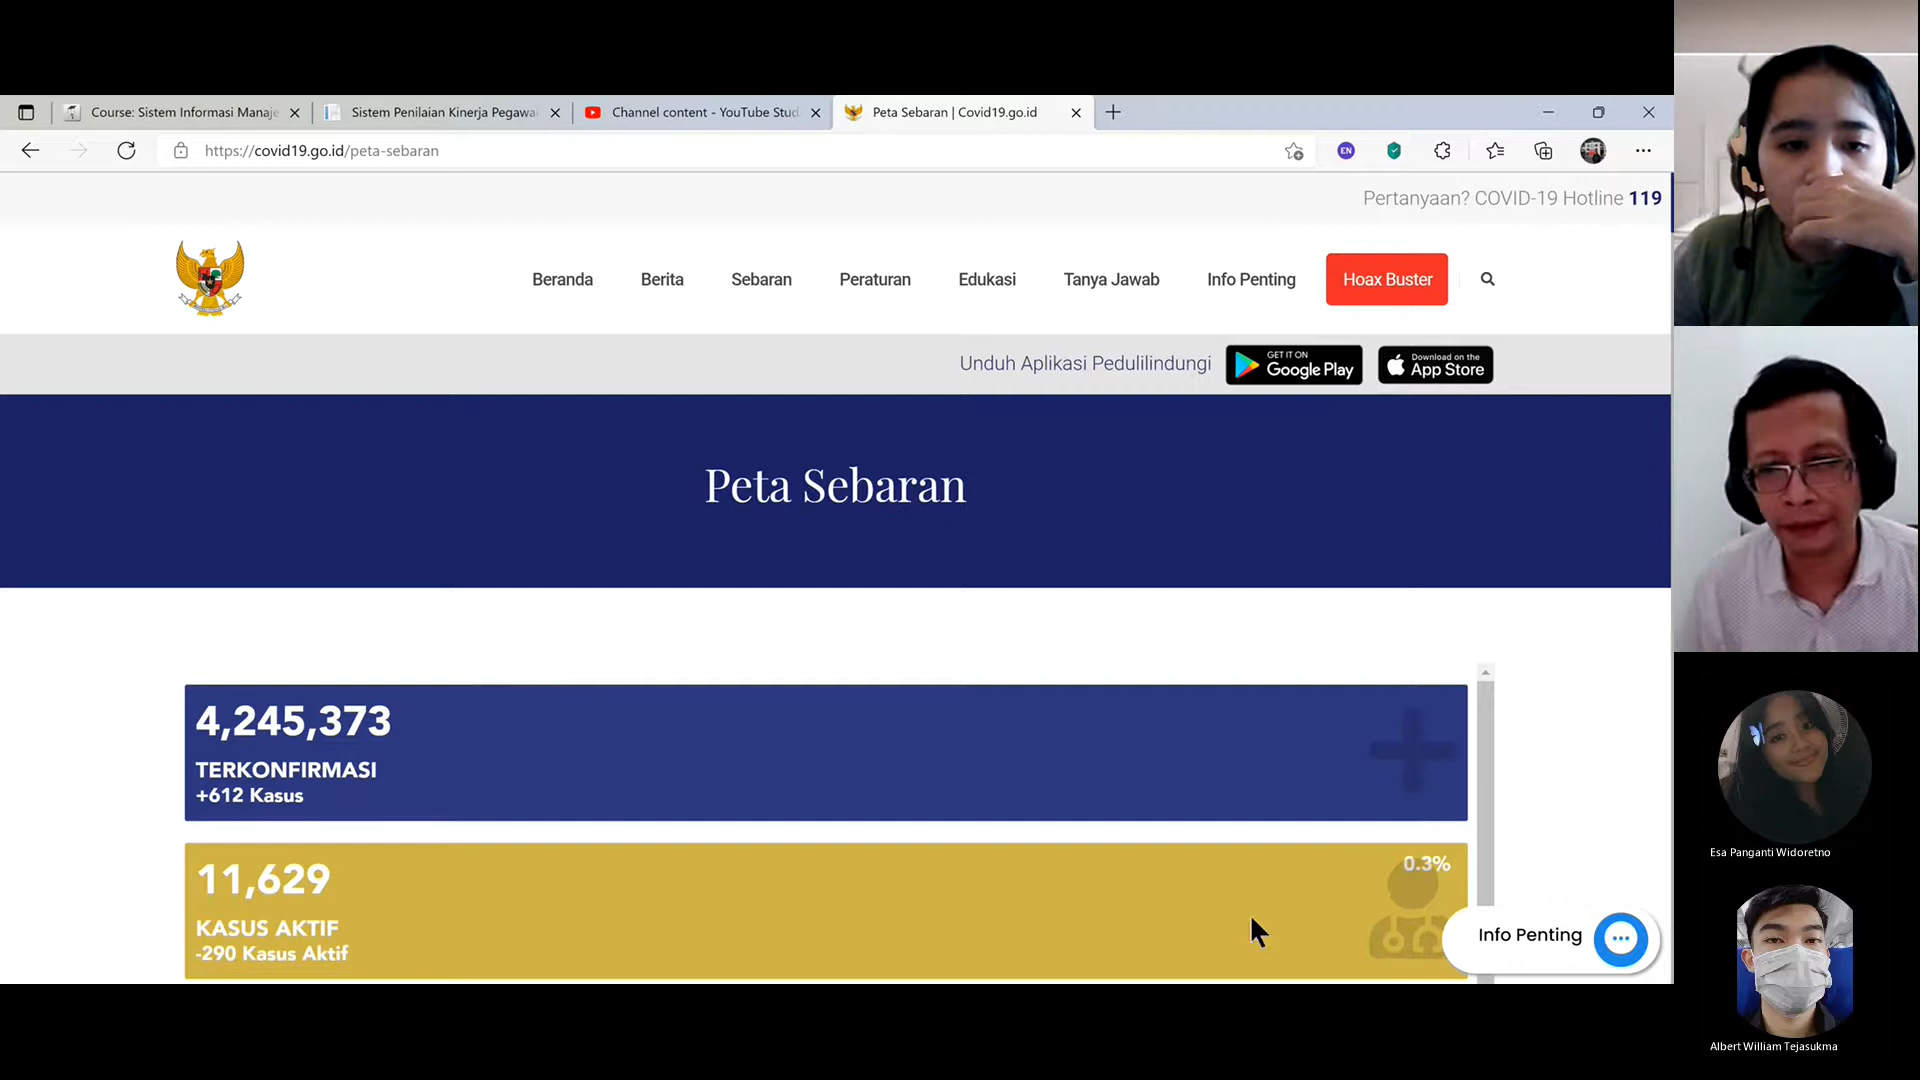 Course: Sistem Informasi Manaje
Sistem Penilaian Kinerja Pegawai
Channel content - YouTube Stud
Peta Sebaran | Covid19.go.id
https://covid19.go.id/peta-sebaran
EN
Pertanyaan? COVID-19 Hotline 119
Beranda
Berita
Sebaran
Peraturan
Edukasi
Tanya Jawab
Info Penting
Hoax Buster
Unduh Aplikasi Pedulilindungi
GET IT ON
Google Play
Download on the
App Store
Peta Sebaran
4,245,373
TERKONFIRMASI
+612 Kasus
0.3%
11,629
KASUS AKTIF
-290 Kasus Aktif
Info Penting
Esa Panganti Widoretno
Albert William Tejasukma